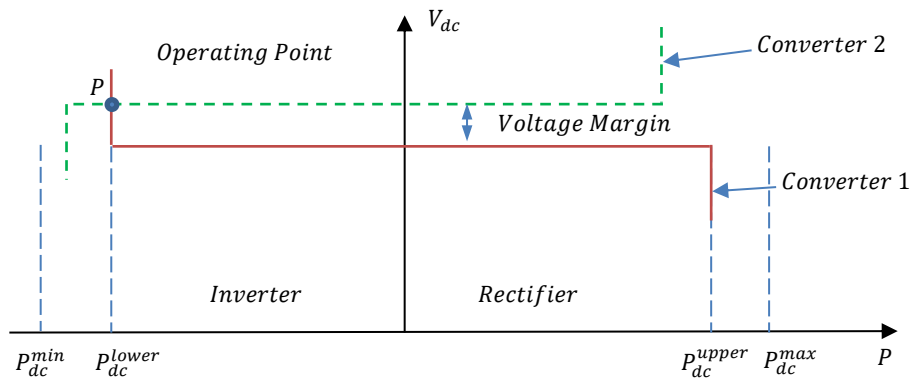 V_dc
Operating Point
Converter 2
P
Voltage Margin
Converter 1
Inverter
Rectifier
P_dc^min
P_dc^lower
P_dc^upper
P_dc^max
P